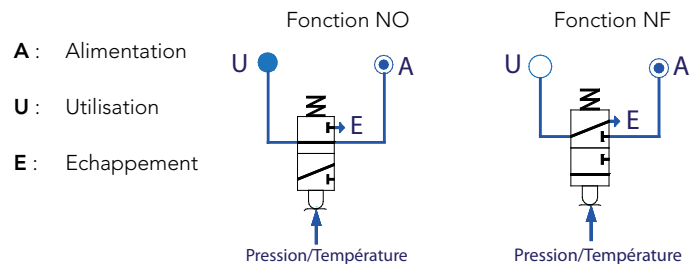 Fonction NO
Fonction NF
A : Alimentation
U : Utilisation
E : Echappement
U
A
E
Pression/Température
U
A
E
Pression/Température